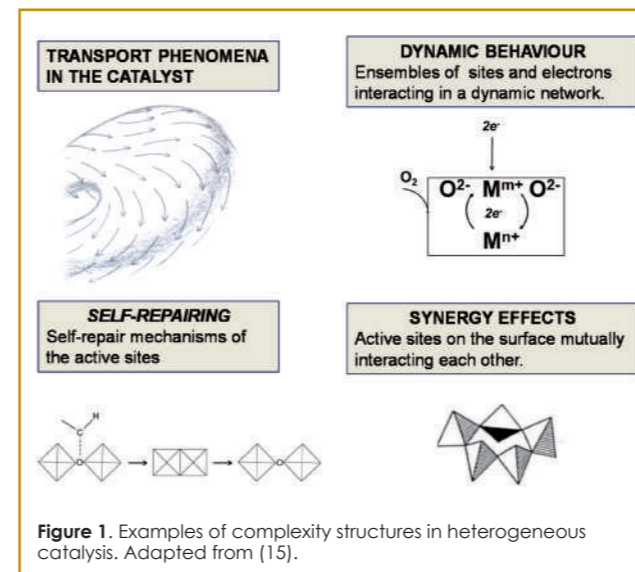 TRANSPORT PHENOMENA
IN THE CATALYST
DYNAMIC BEHAVIOUR
Ensembles of sites and electrons
interacting in a dynamic network.
2e-
O2
O2- Mm+ O2-
2e-
Mn+
SELF-REPAIRING
Self-repair mechanisms of
the active sites
SYNERGY EFFECTS
Active sites on the surface mutually
interacting each other.
H
C
O
O
Figure 1. Examples of complexity structures in heterogeneous
catalysis. Adapted from (15).